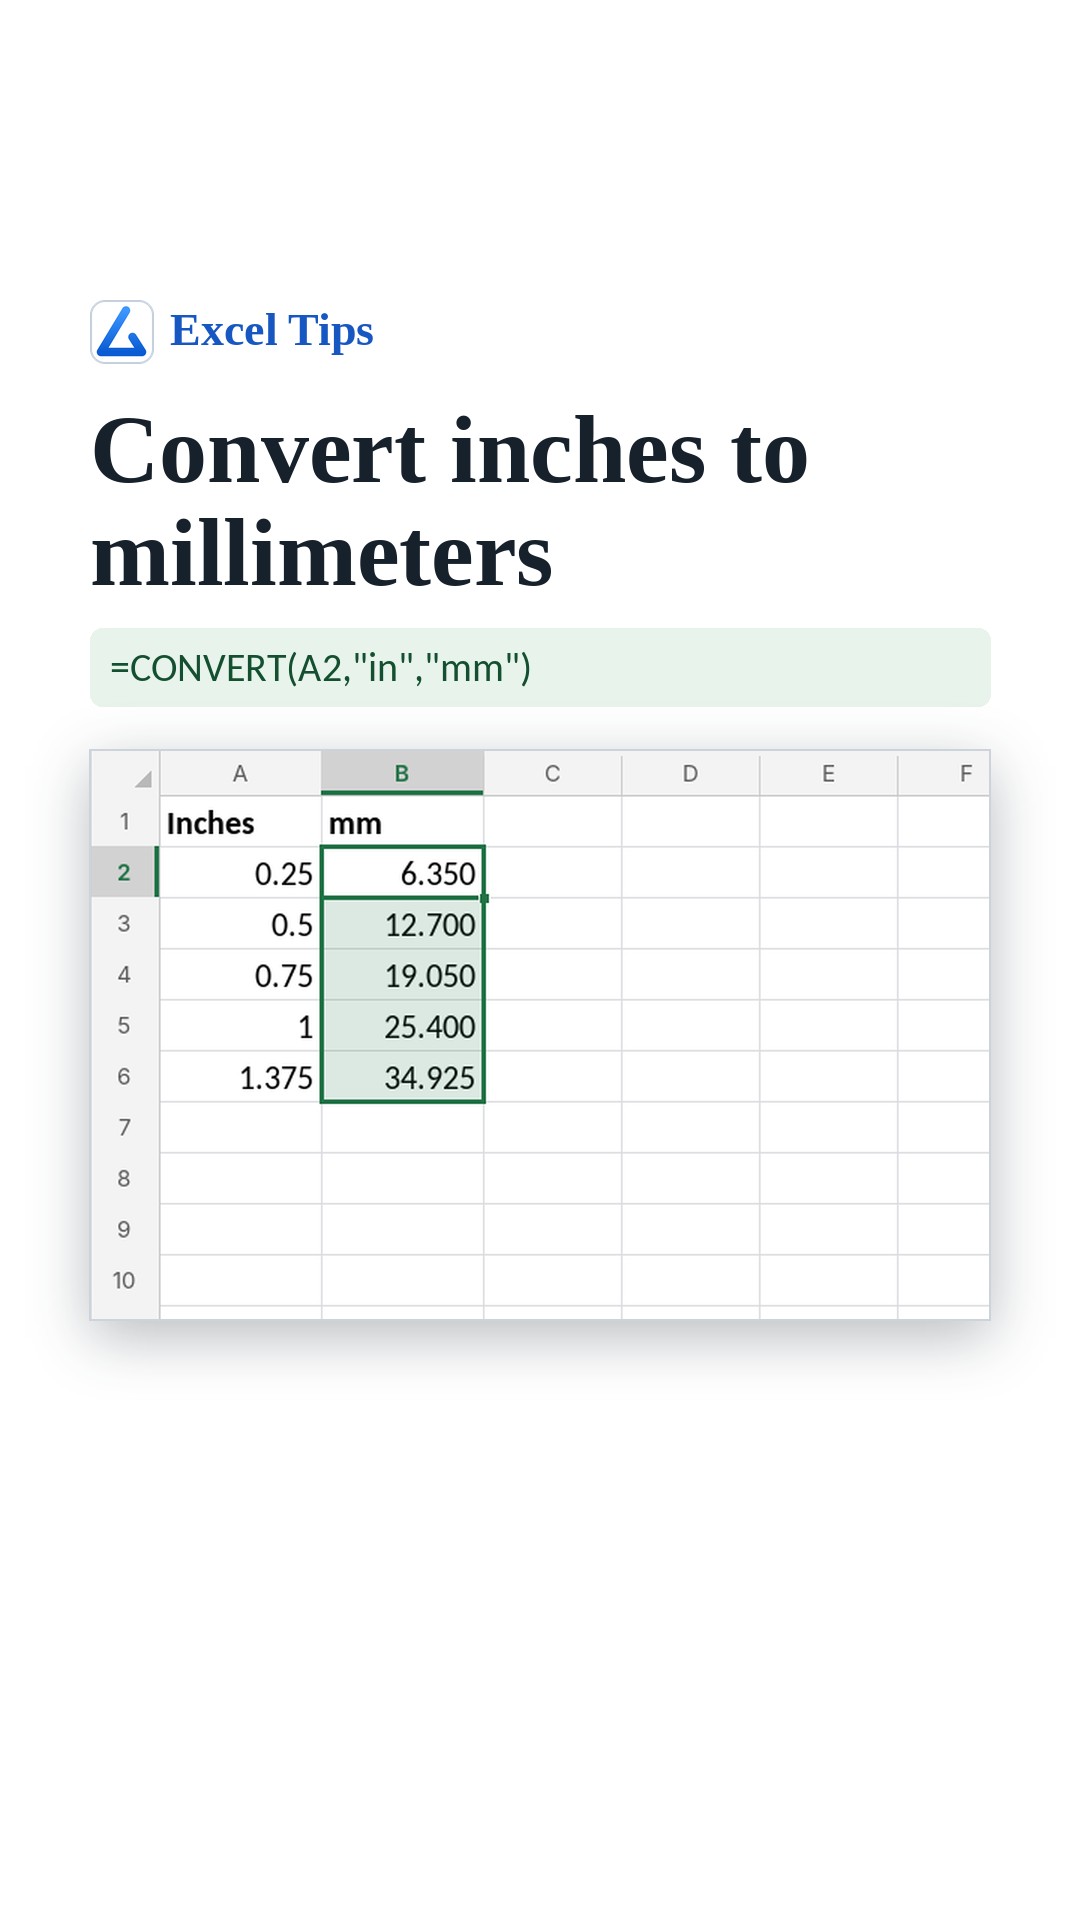 Excel Tips
Convert inches to
millimeters
=CONVERT(A2,"in","mm")
A B C D E F
1 Inches mm
2 0.25 6.350
3 0.5 12.700
4 0.75 19.050
5 1 25.400
6 1.375 34.925
7
8
9
10